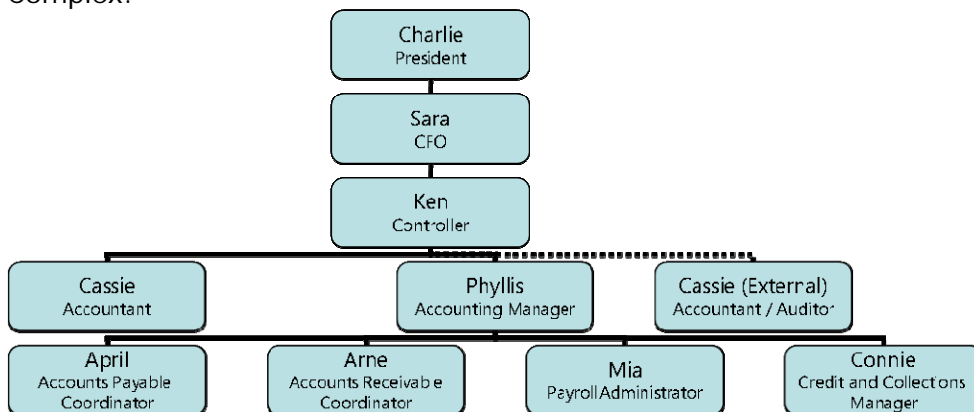 complex:
Charlie
President
Sara
CFO
Ken
Controller
Cassie
Accountant
Phyllis
Accounting Manager
Cassie (External)
Accountant / Auditor
April
Accounts Payable
Coordinator
Arne
Accounts Receivable
Coordinator
Mia
Payroll Administrator
Connie
Credit and Collections
Manager